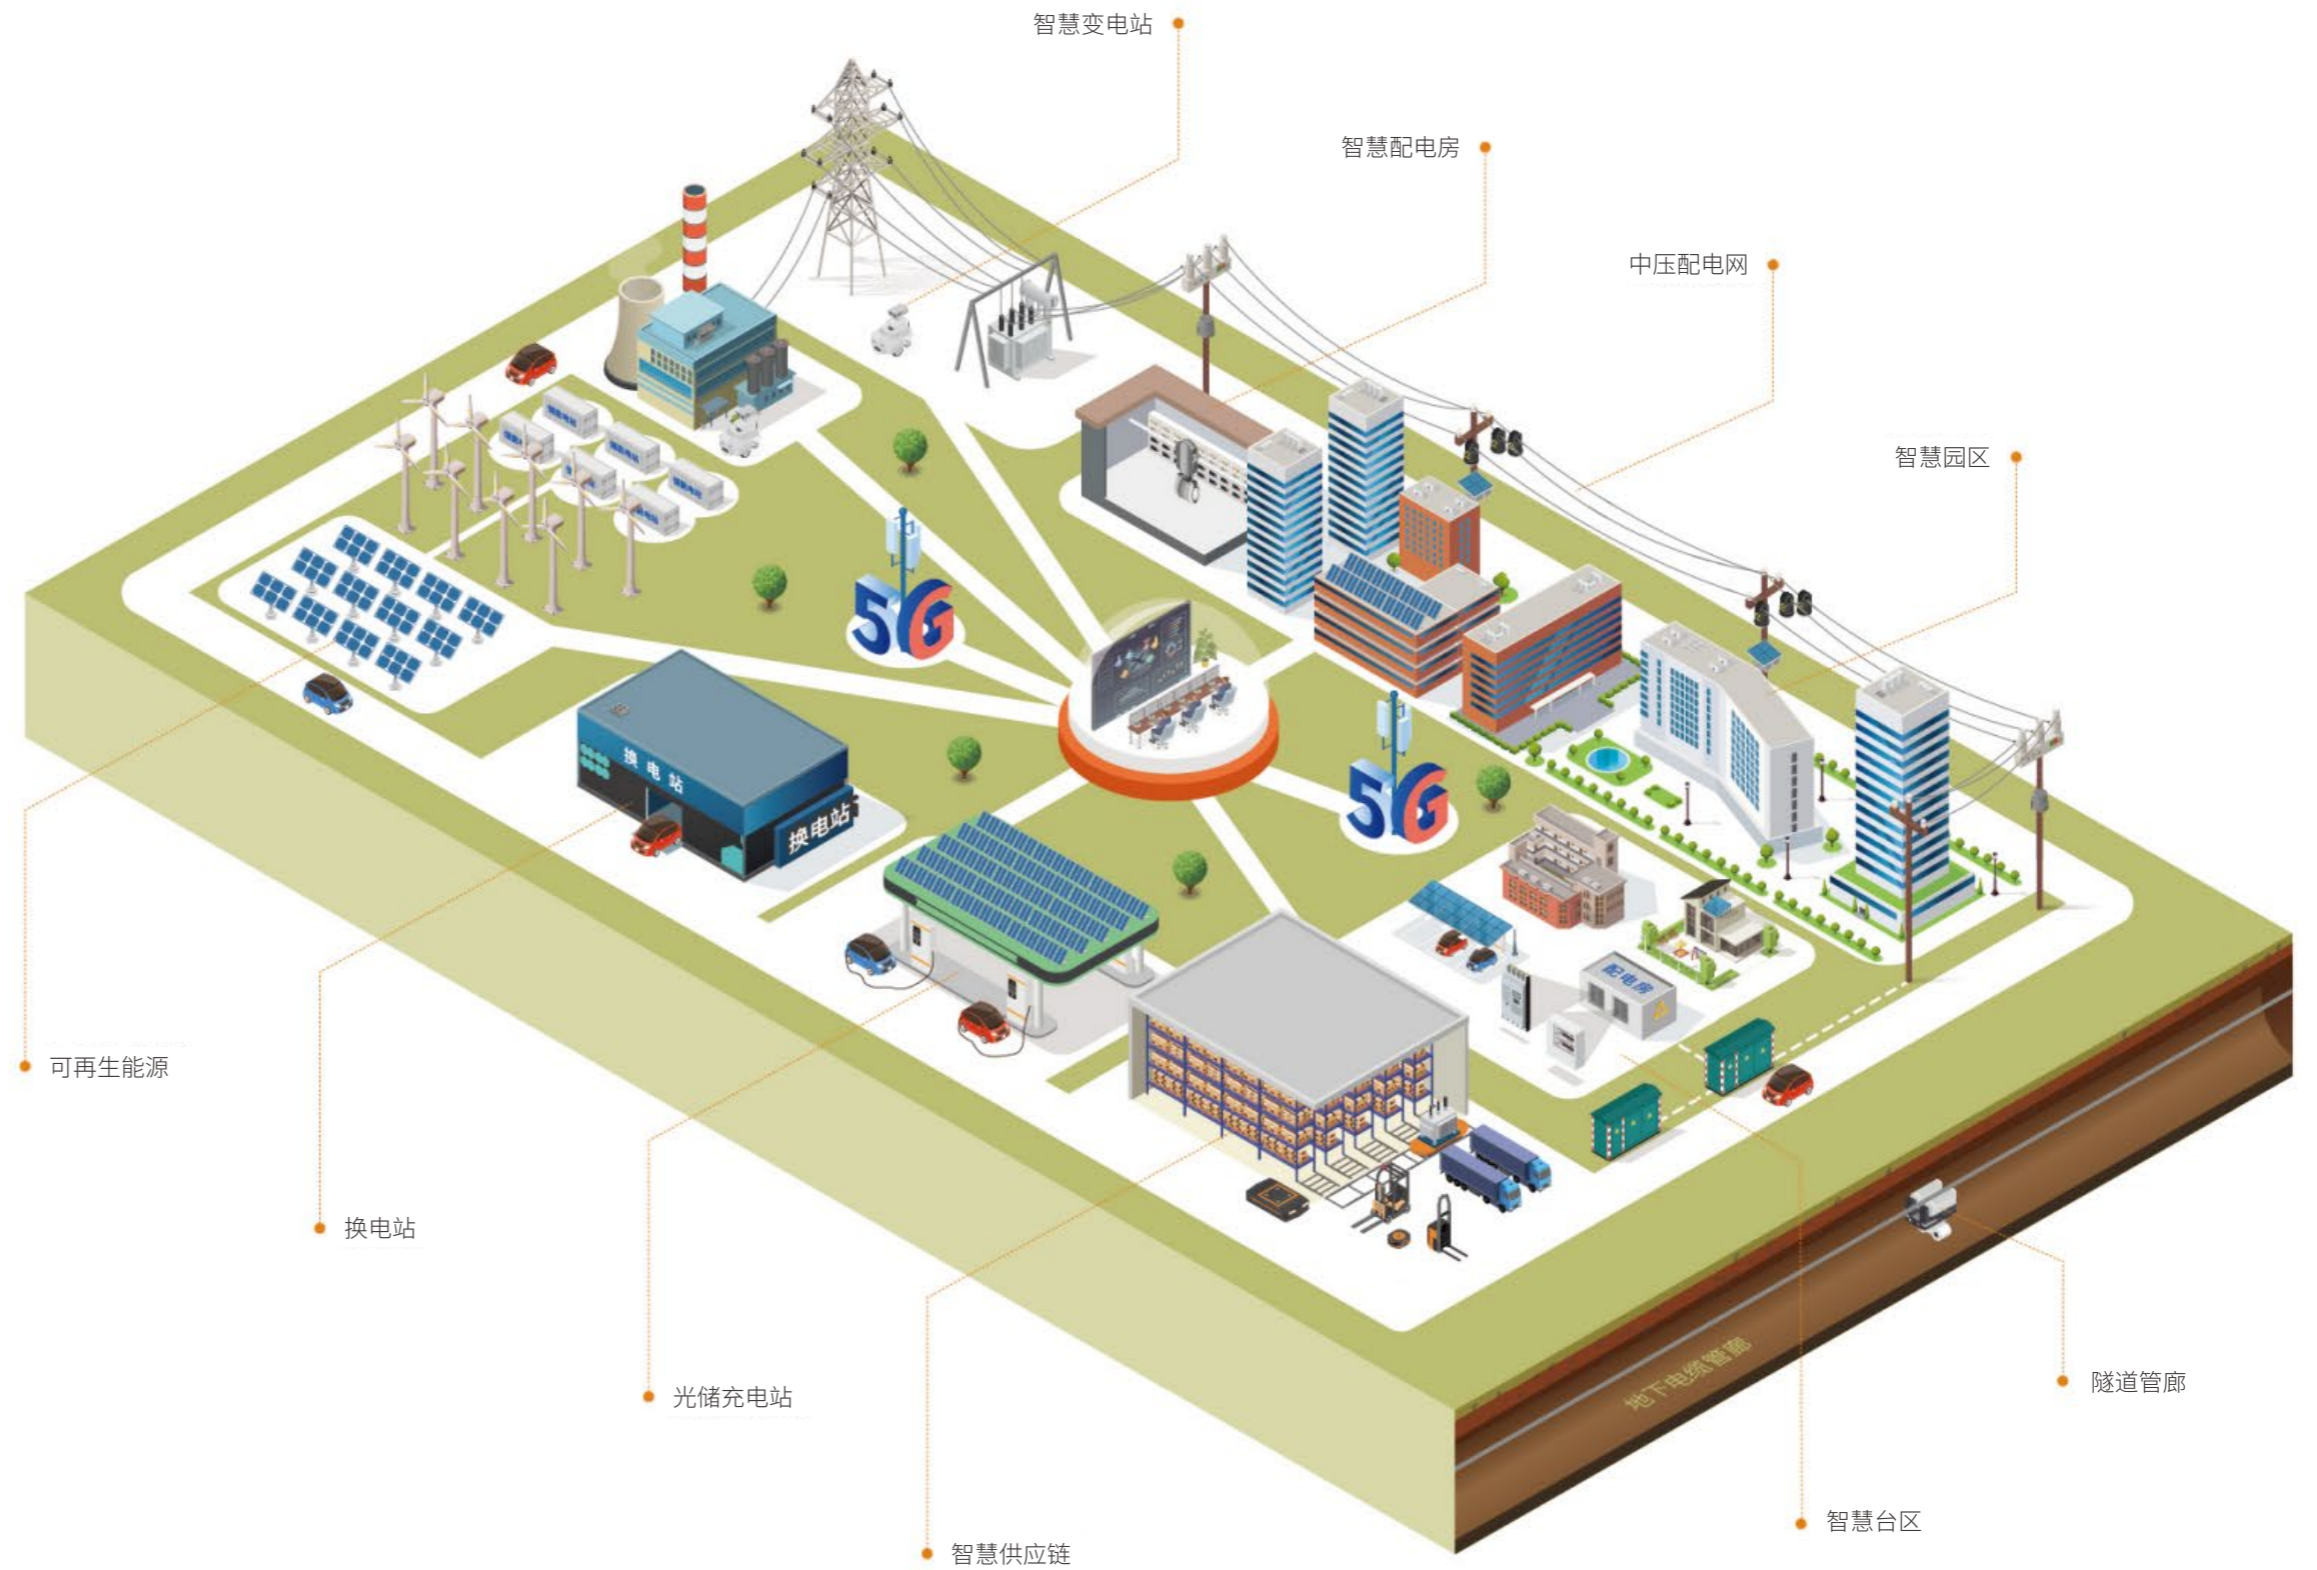 智慧变电站
智慧配电房
中压配电网
智慧园区
5G
换电站
换电站
5G
配电房
可再生能源
换电站
光储充电站
智慧供应链
地下电缆管廊
隧道管廊
智慧台区